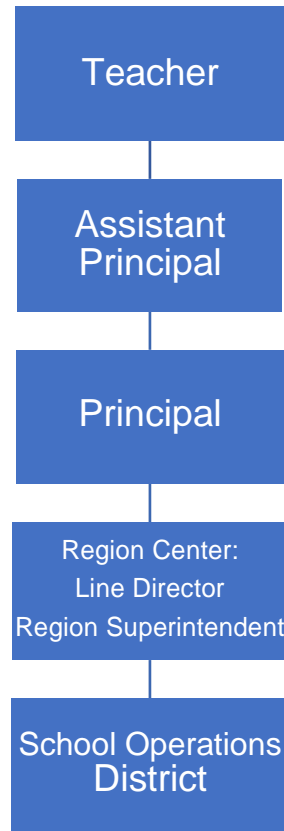 Teacher
Assistant
Principal
Principal
Region Center:
Line Director
Region Superintendent
School Operations
District